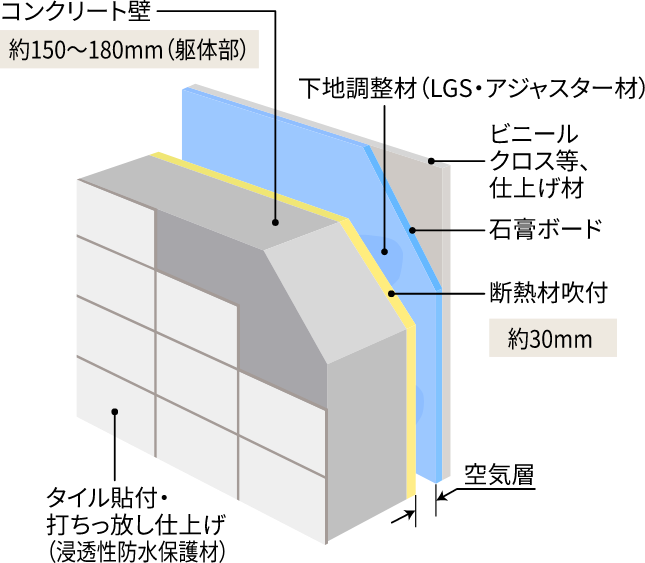 コンクリート壁
約150～180mm（躯体部）
下地調整材（LGS・アジャスター材）
ビニール
クロス等、
仕上げ材
石膏ボード
断熱材吹付
約30mm
空気層
タイル貼付・
打ちっ放し仕上げ
（浸透性防水保護材）